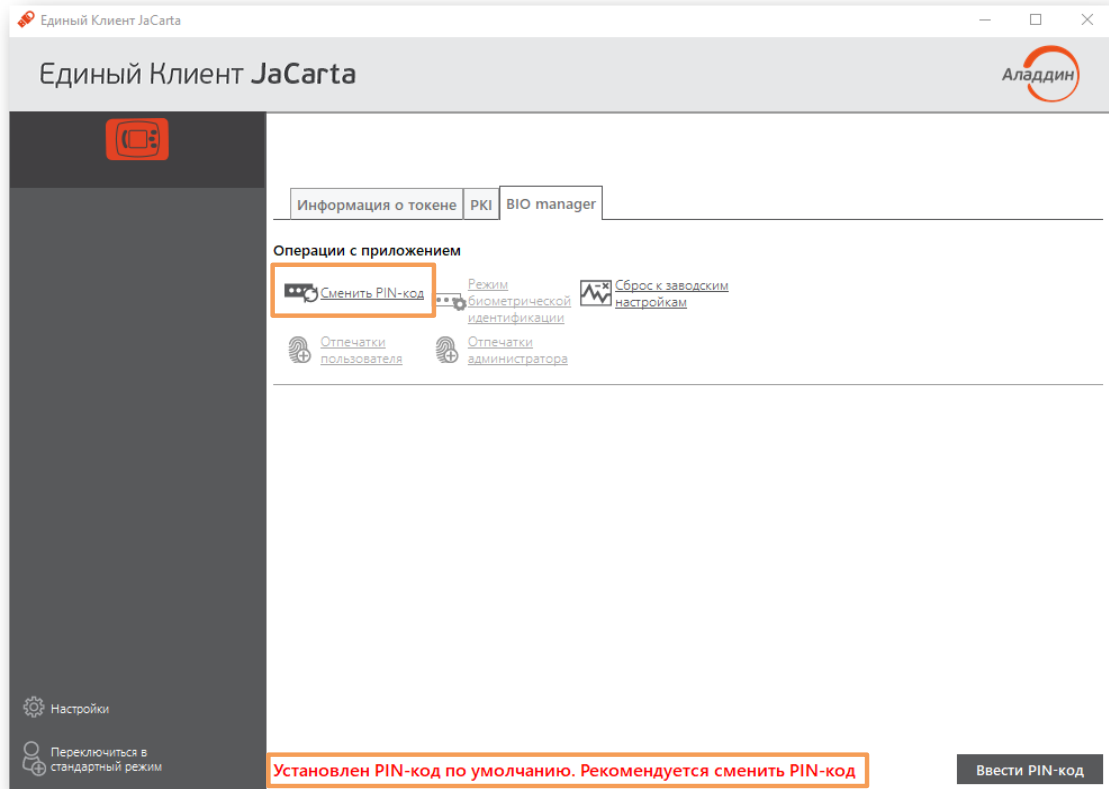 Единый Клиент JaCarta
Единый Клиент JaCarta
Аладдин
Информация о токене PKI BIO manager
Операции с приложением
Сменить PIN-код
Режим
биометрической
идентификации
Сброс к заводским
настройкам
Отпечатки
пользователя
Отпечатки
администратора
Настройки
Переключиться в
стандартный режим
Установлен PIN-код по умолчанию. Рекомендуется сменить PIN-код
Ввести PIN-код